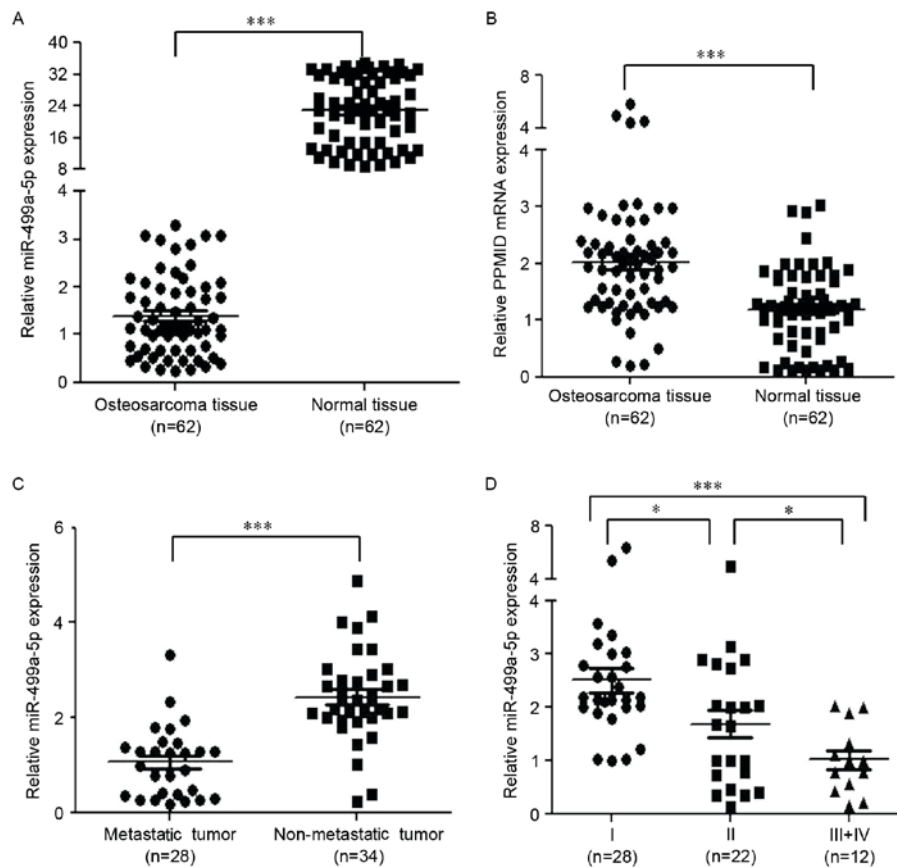 A
***
Relative miR-499a-5p expression
40
32
24
16
8
4
3
2
1
0
Osteosarcoma tissue
(n=62)
Normal tissue
(n=62)
B
***
Relative PPMID mRNA expression
8
4
4
3
2
1
0
Osteosarcoma tissue
(n=62)
Normal tissue
(n=62)
C
***
Relative miR-499a-5p expression
6
4
2
0
Metastatic tumor
(n=28)
Non-metastatic tumor
(n=34)
D
***
*
*
Relative miR-499a-5p expression
8
4
4
3
2
1
0
I
(n=28)
II
(n=22)
III+IV
(n=12)